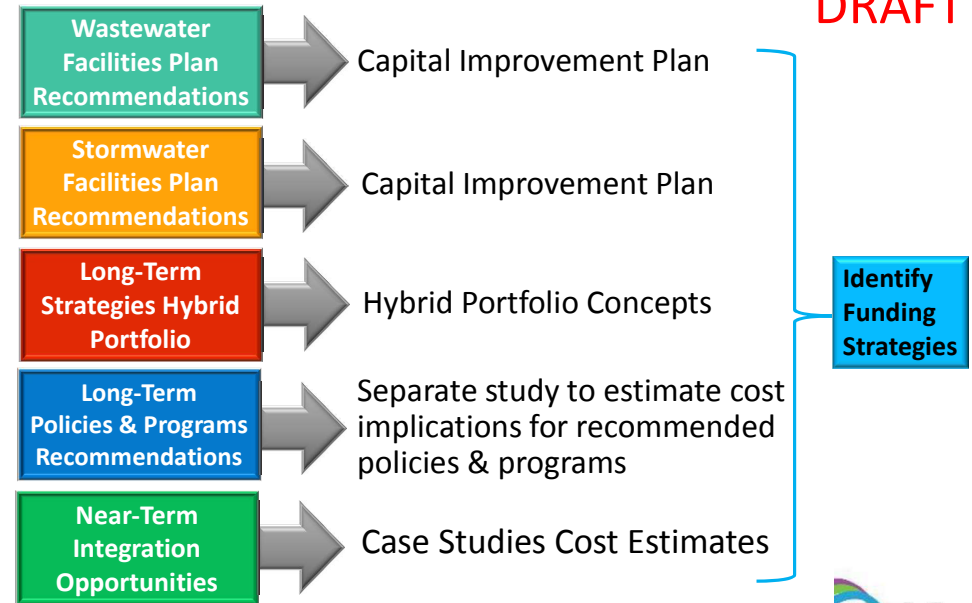 DRAFT
Wastewater
Facilities Plan
Recommendations
Capital Improvement Plan
Stormwater
Facilities Plan
Recommendations
Capital Improvement Plan
Long-Term
Strategies Hybrid
Portfolio
Hybrid Portfolio Concepts
Long-Term
Policies & Programs
Recommendations
Separate study to estimate cost
implications for recommended
policies & programs
Near-Term
Integration
Opportunities
Case Studies Cost Estimates
Identify
Funding
Strategies